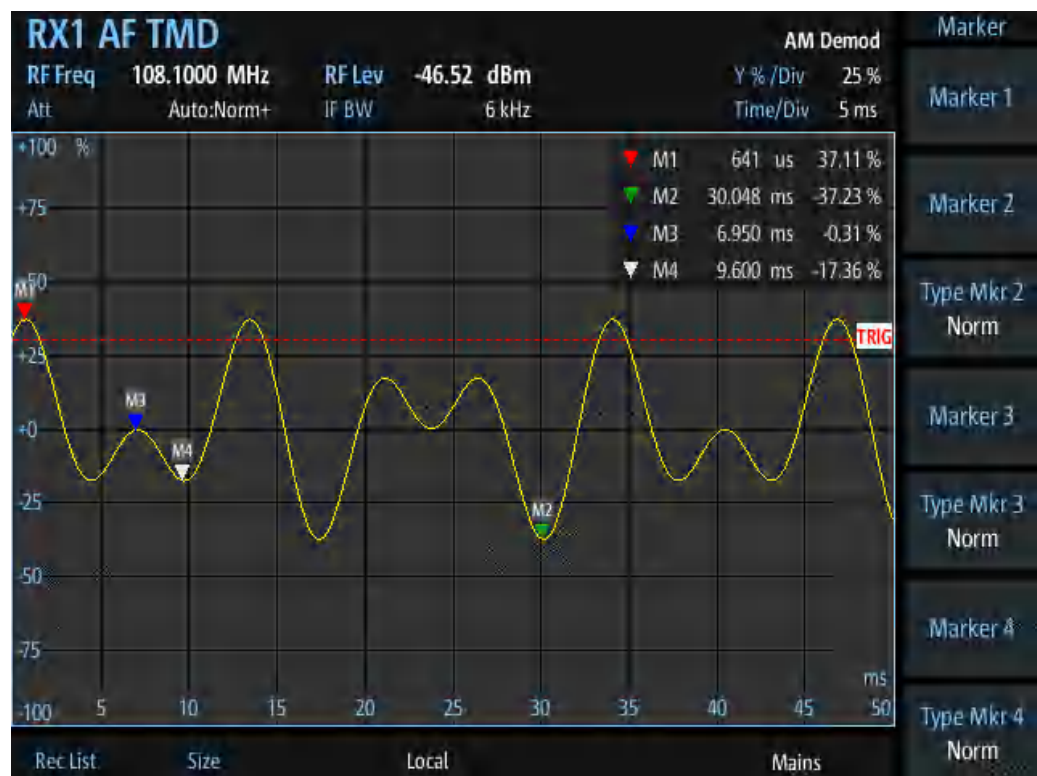 RX1 AF TMD
AM Demod
RF Freq 108.1000 MHz RF Lev -46.52 dBm Y % /Div 25 %
Att Auto:Norm+ IF BW 6 kHz Time/Div 5 ms
+100 %
M1 641 us 37.11 %
M2 30.048 ms -37.23 %
M3 6.950 ms -0.31 %
M4 9.600 ms -17.36 %
+75
+50
M1
TRIG
+25
M3
+0
M4
-25
M2
-50
-75
ms
-100 5 10 15 20 25 30 35 40 45 50
Rec List Size Local Mains
Marker
Marker 1
Marker 2
Type Mkr 2
Norm
Marker 3
Type Mkr 3
Norm
Marker 4
Type Mkr 4
Norm